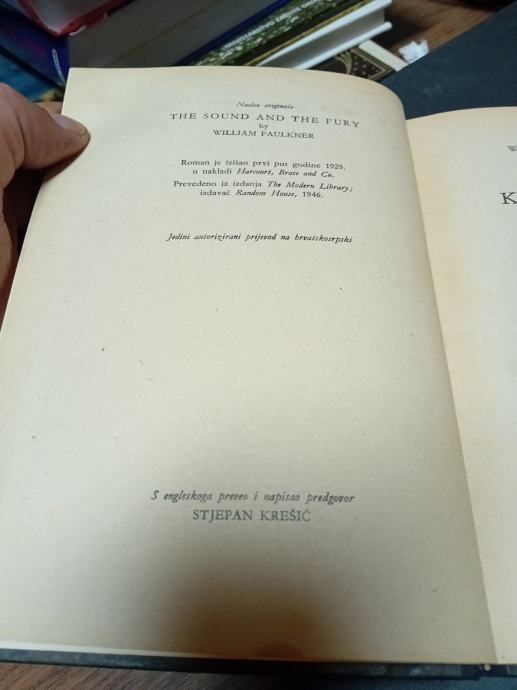 Naslov originala
THE SOUND AND THE FURY
by
WILLIAM FAULKNER
Roman je izišao prvi put godine 1929.
u nakladi Harcourt, Brase and Co.
Prevedeno iz izdanja The Modern Library;
izdavač Random House, 1946.
Jedini autorizirani prijevod na hrvatskosrpski
S engleskoga preveo i napisao predgovor
STJEPAN KREŠIĆ
W
K